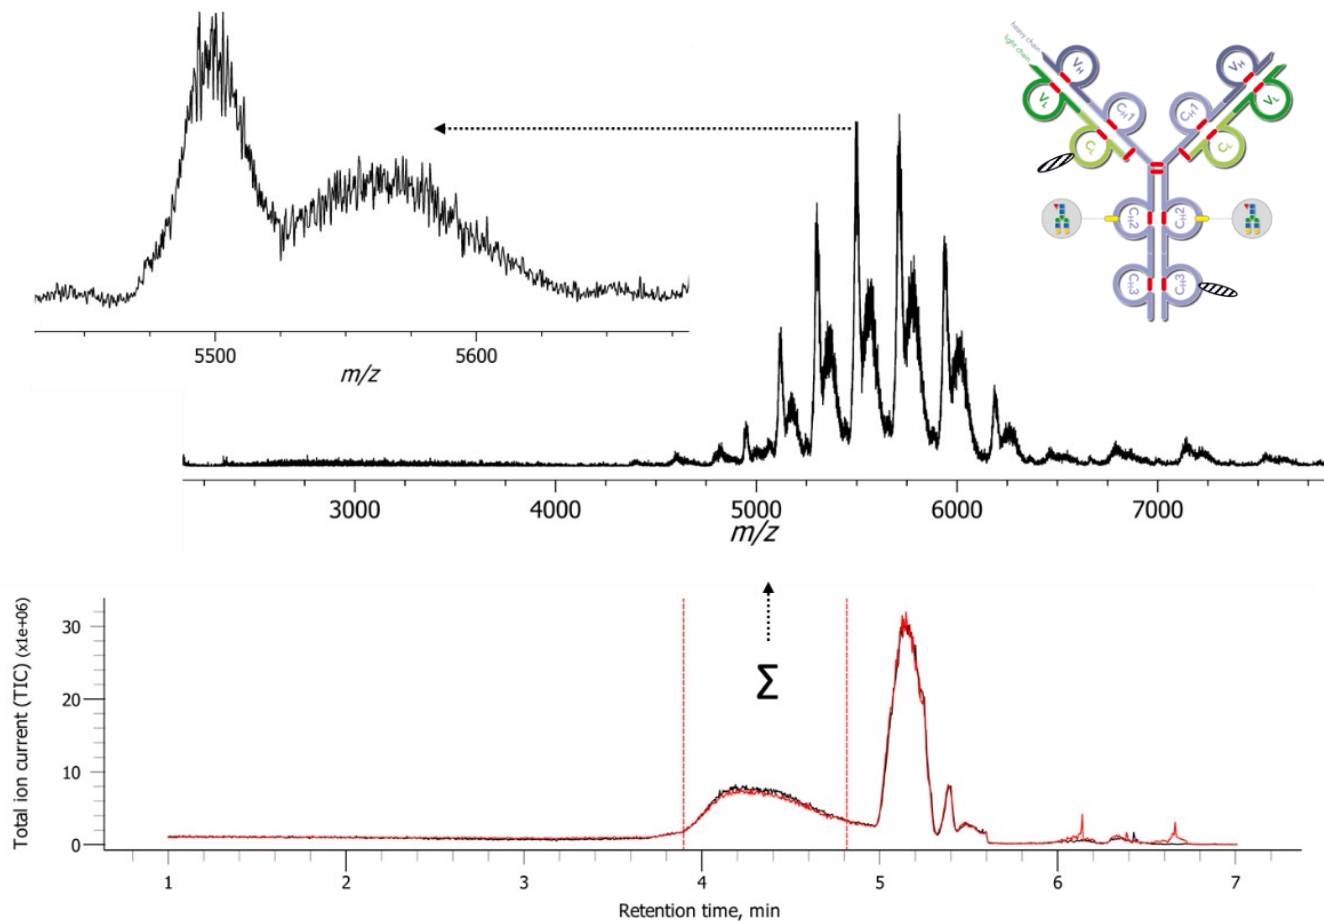 heavy chain
light chain
VH
VH
VL
CH1
CH1
VL
CL
CL
CH2
CH2
CH3
CH3
5500
5600
m/z
3000
4000
5000
6000
7000
m/z
Σ
Total ion current (TIC) (x1e+06)
30
20
10
0
1
2
3
4
5
6
7
Retention time, min